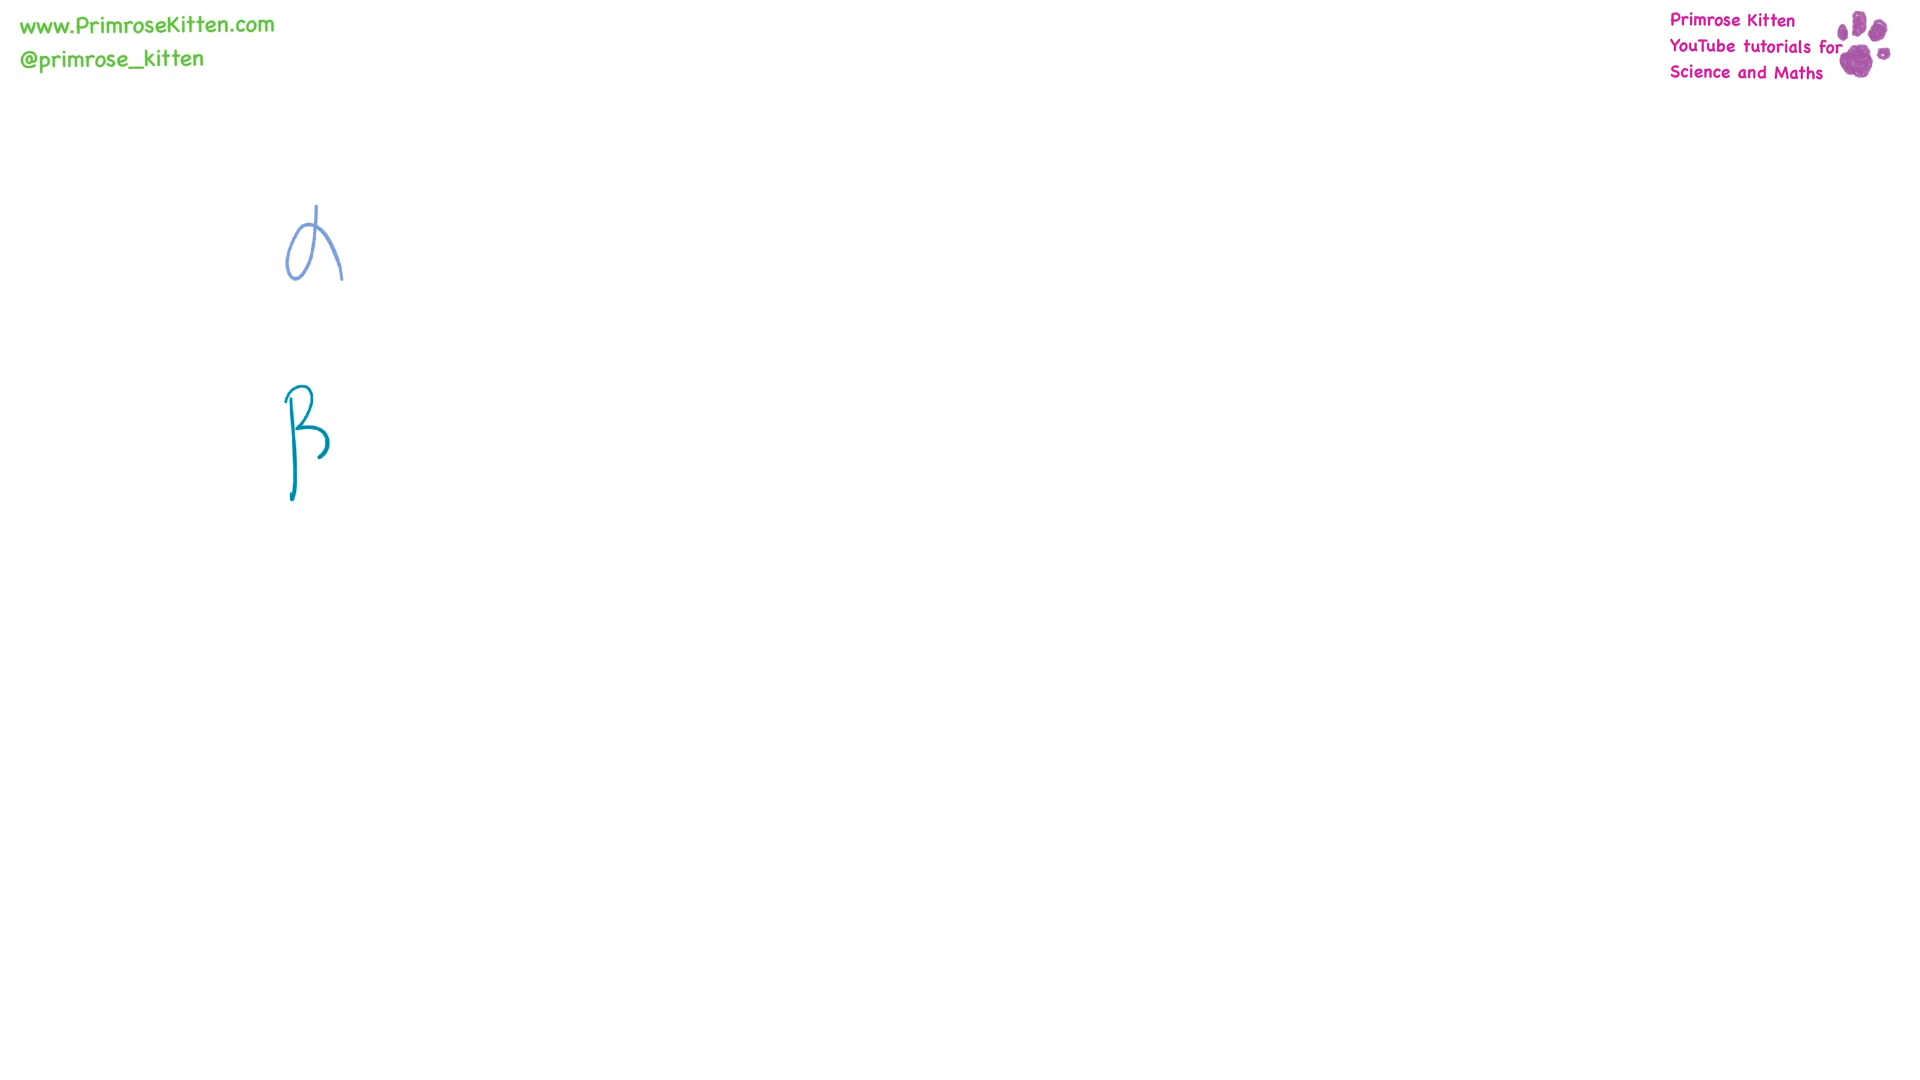 www.PrimroseKitten.com
@primrose_kitten
Primrose Kitten
YouTube tutorials for
Science and Maths
α
β